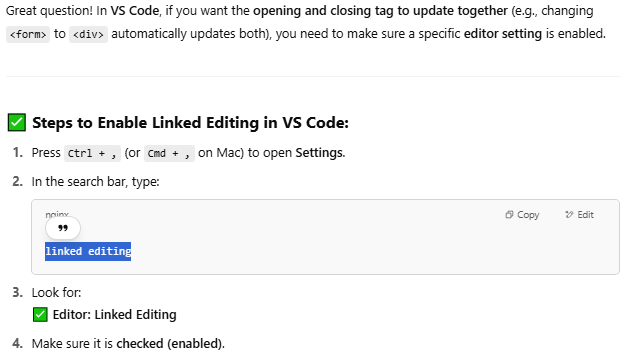 Great question! In VS Code, if you want the opening and closing tag to update together (e.g., changing
<form> to <div> automatically updates both), you need to make sure a specific editor setting is enabled.
✅ Steps to Enable Linked Editing in VS Code:
1. Press Ctrl + , (or Cmd + , on Mac) to open Settings.
2. In the search bar, type:
Copy Edit
linked editing
3. Look for:
✅ Editor: Linked Editing
4. Make sure it is checked (enabled).